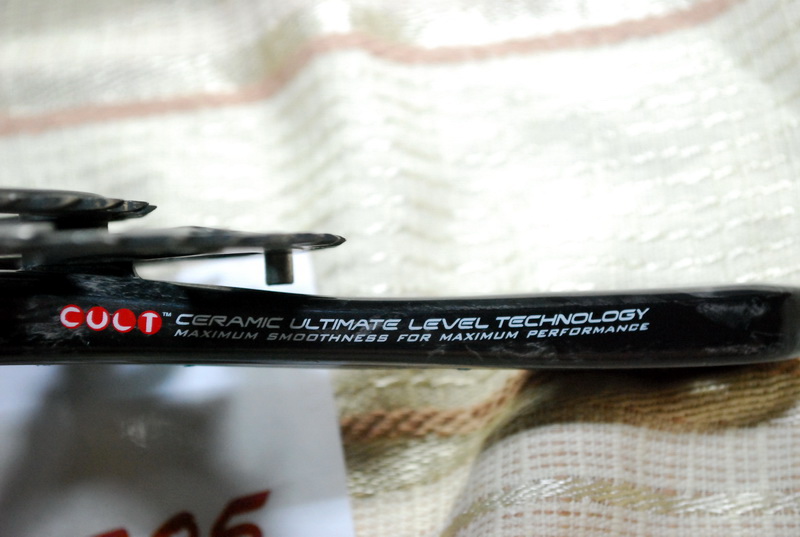 CULT™ CERAMIC ULTIMATE LEVEL TECHNOLOGY
MAXIMUM SMOOTHNESS FOR MAXIMUM PERFORMANCE